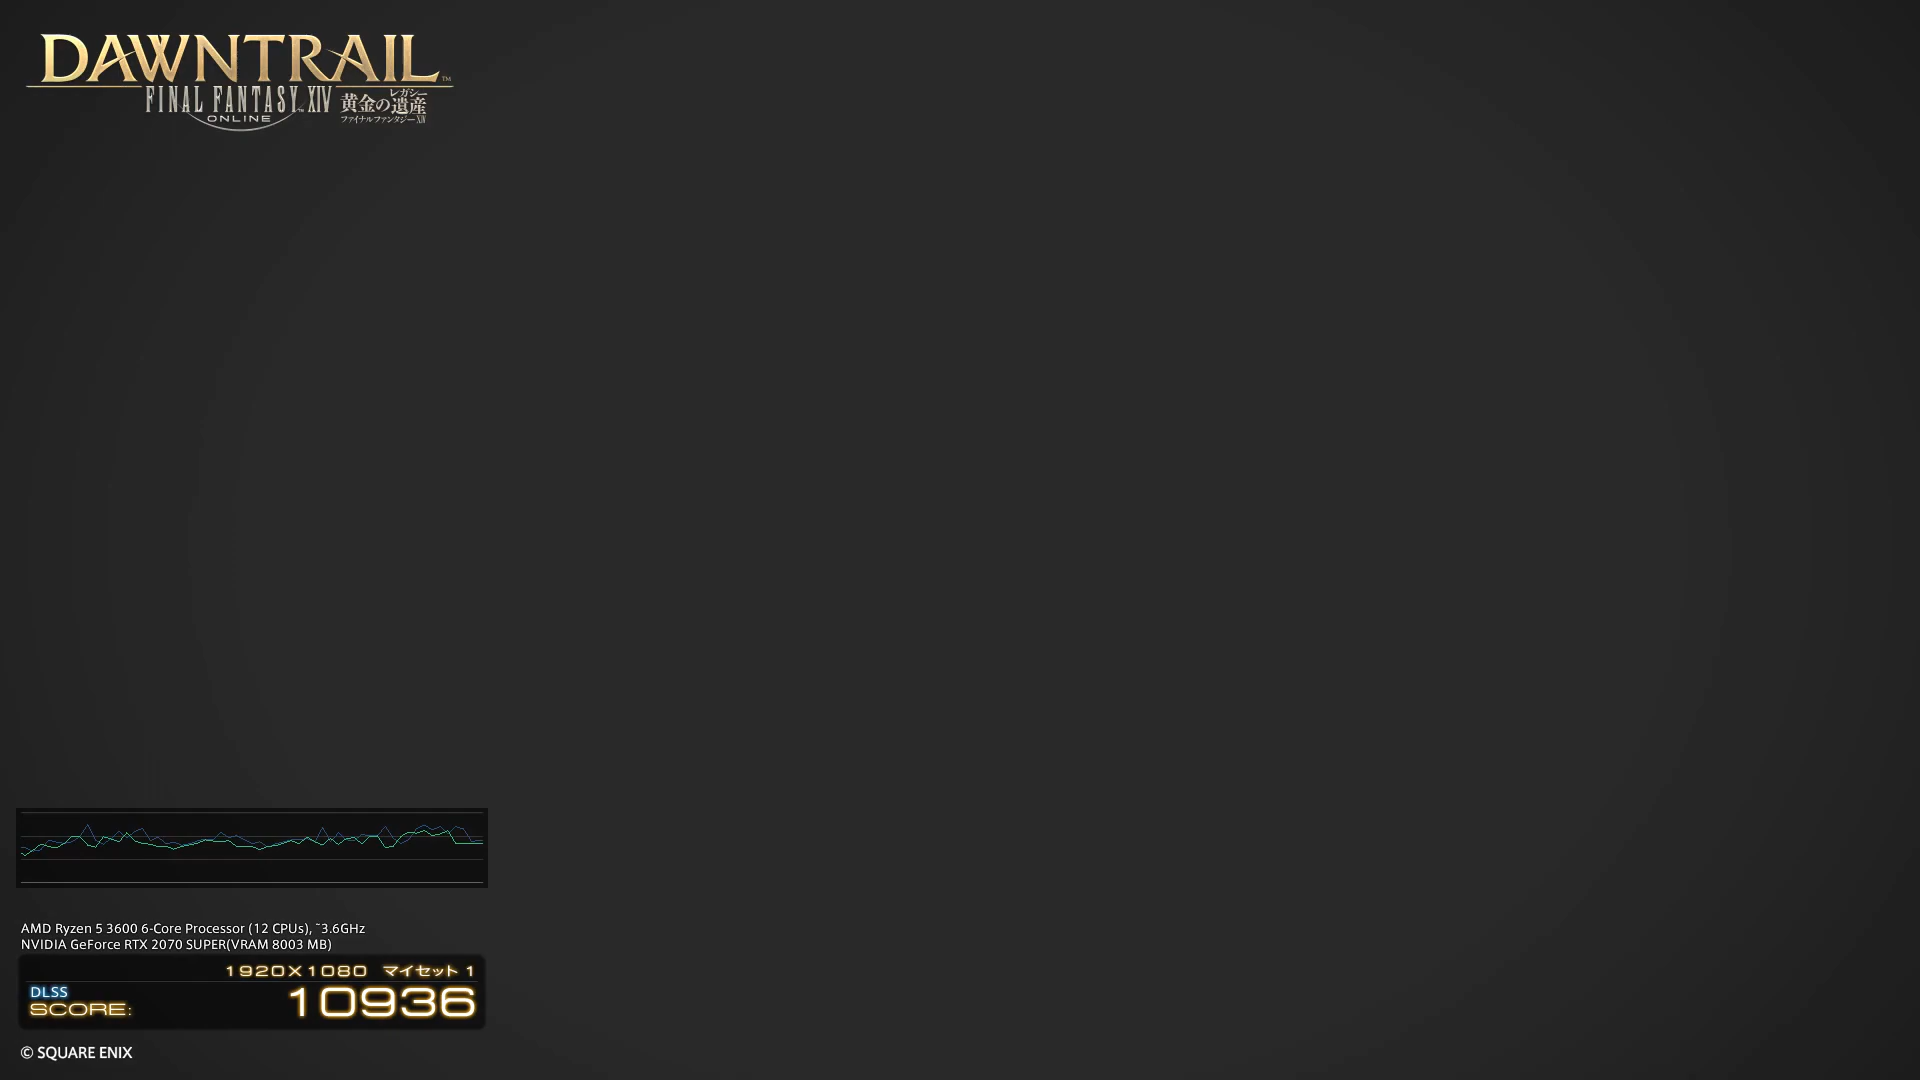 DAWNTRAIL™
FINAL FANTASY™ XIV
ONLINE
レガシー
黄金の遺産
ファイナルファンタジーXIV
AMD Ryzen 5 3600 6-Core Processor (12 CPUs), ~3.6GHz
NVIDIA GeForce RTX 2070 SUPER(VRAM 8003 MB)
1920X1080 マイセット 1
DLSS
SCORE: 10936
© SQUARE ENIX